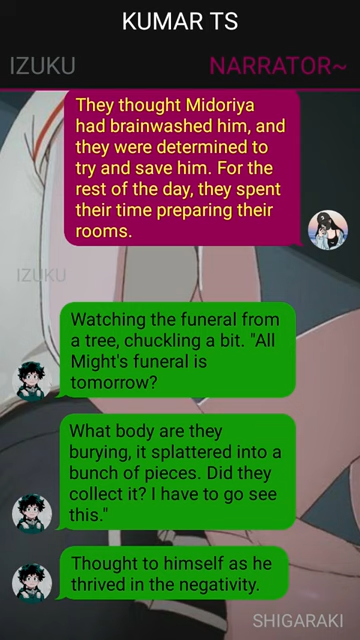 KUMAR TS
IZUKU
NARRATOR~
They thought Midoriya
had brainwashed him, and
they were determined to
try and save him. For the
rest of the day, they spent
their time preparing their
rooms.
IZUKU
Watching the funeral from
a tree, chuckling a bit. "All
Might's funeral is
tomorrow?
What body are they
burying, it splattered into a
bunch of pieces. Did they
collect it? I have to go see
this."
Thought to himself as he
thrived in the negativity.
SHIGARAKI